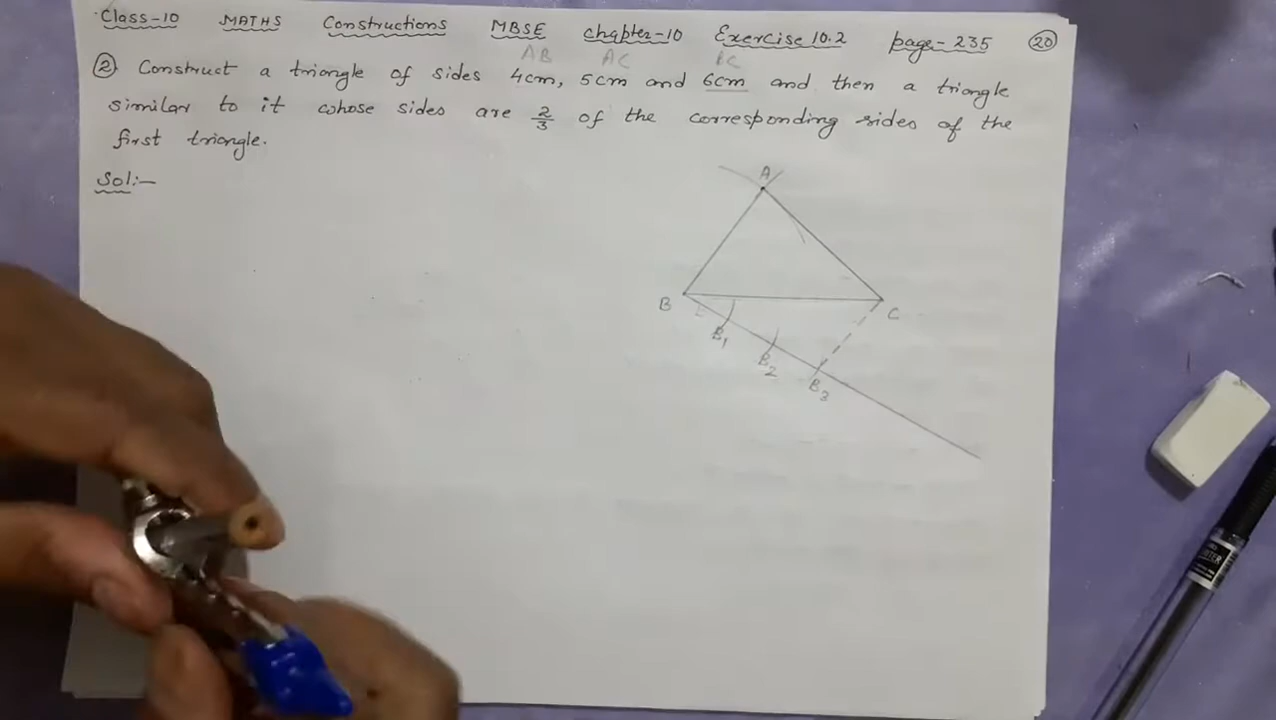 Class-10 MATHS Constructions MBSE chapter-10 Exercise 10.2 page-235 20
AB AC BC
② Construct a triangle of sides 4cm, 5cm and 6cm and then a triangle
similar to it whose sides are 2/3 of the corresponding sides of the
first triangle.
Sol:—
A
B
C
B1
B2
B3